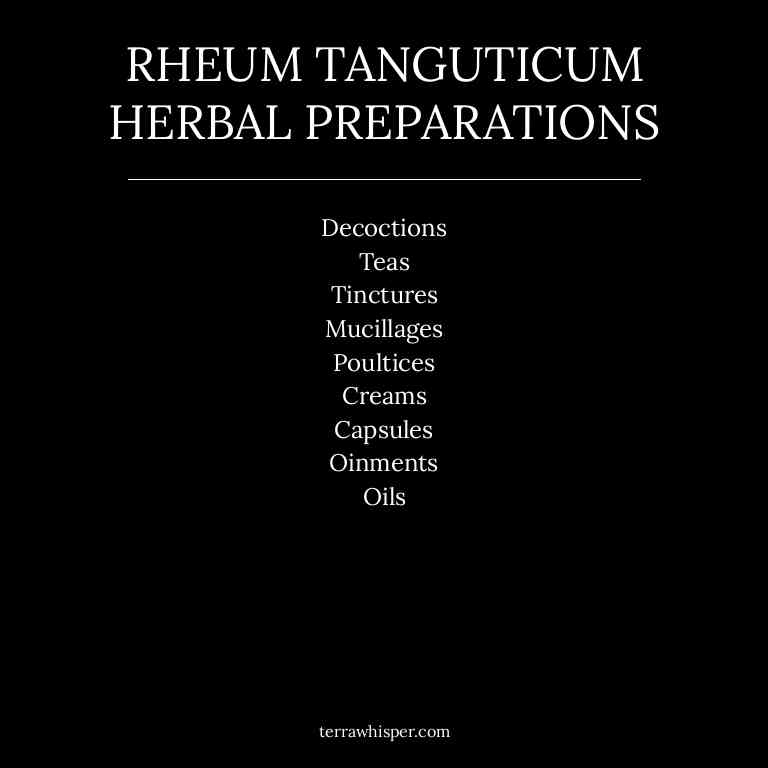 RHEUM TANGUTICUM
HERBAL PREPARATIONS
Decoctions
Teas
Tinctures
Mucillages
Poultices
Creams
Capsules
Oinments
Oils
terrawhisper.com